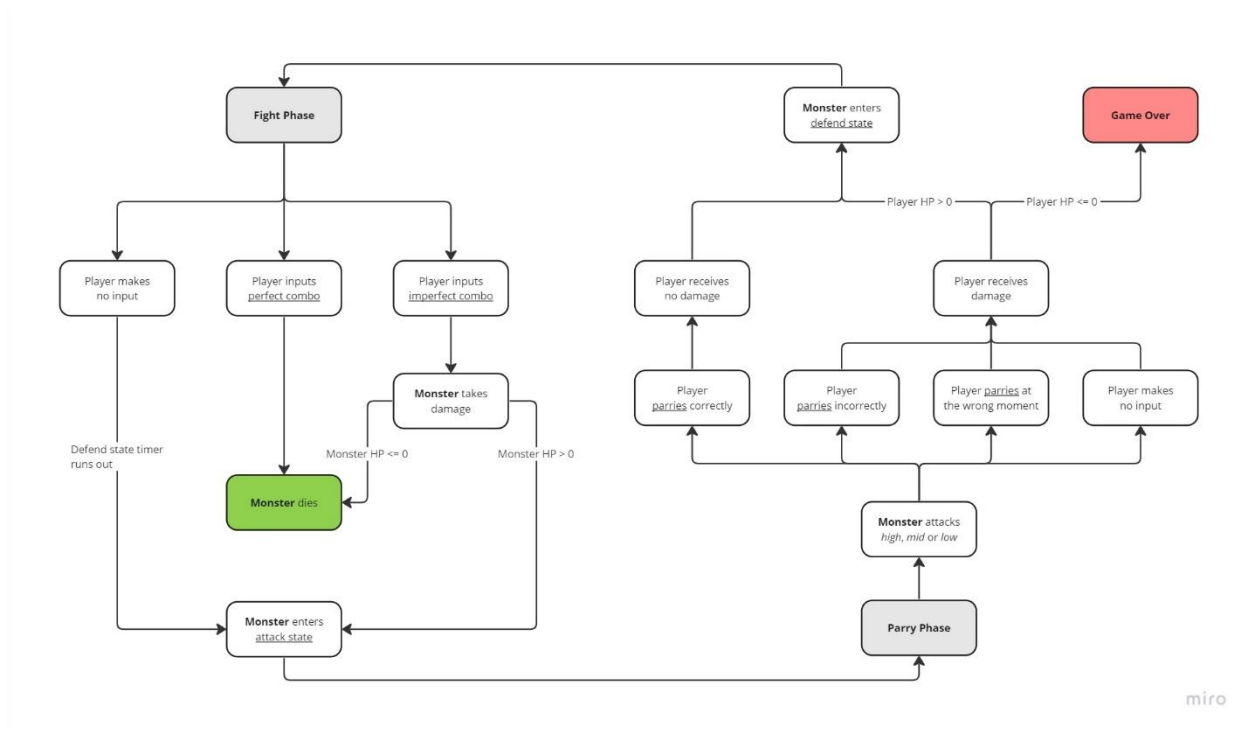 Fight Phase
Monster enters
defend state
Game Over
Player HP > 0
Player HP <= 0
Player makes
no input
Player inputs
perfect combo
Player inputs
imperfect combo
Player receives
no damage
Player receives
damage
Monster takes
damage
Player
parries correctly
Player
parries incorrectly
Player parries at
the wrong moment
Player makes
no input
Defend state timer
runs out
Monster HP <= 0
Monster HP > 0
Monster dies
Monster attacks
high, mid or low
Monster enters
attack state
Parry Phase
miro